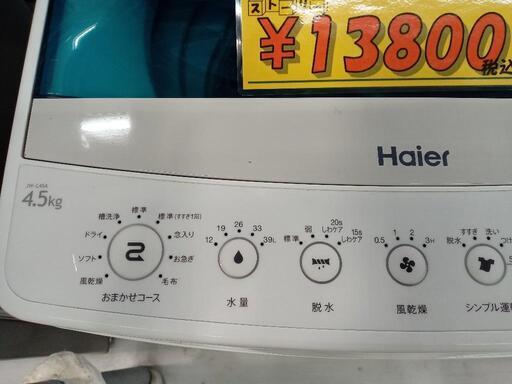 ストーリー
¥13800
税込
Haier
JW-C45A
4.5kg
標準
槽洗浄
標準(すすぎ1回)
ドライ
念入り
ソフト
お急ぎ
風乾燥
毛布
おまかせコース
12
19
26
33
39L
水量
標準
弱
20s
しわケア
15s
しわケア
脱水
0.5
1
2
3H
風乾燥
脱水
すすぎ
洗い
シンプル運